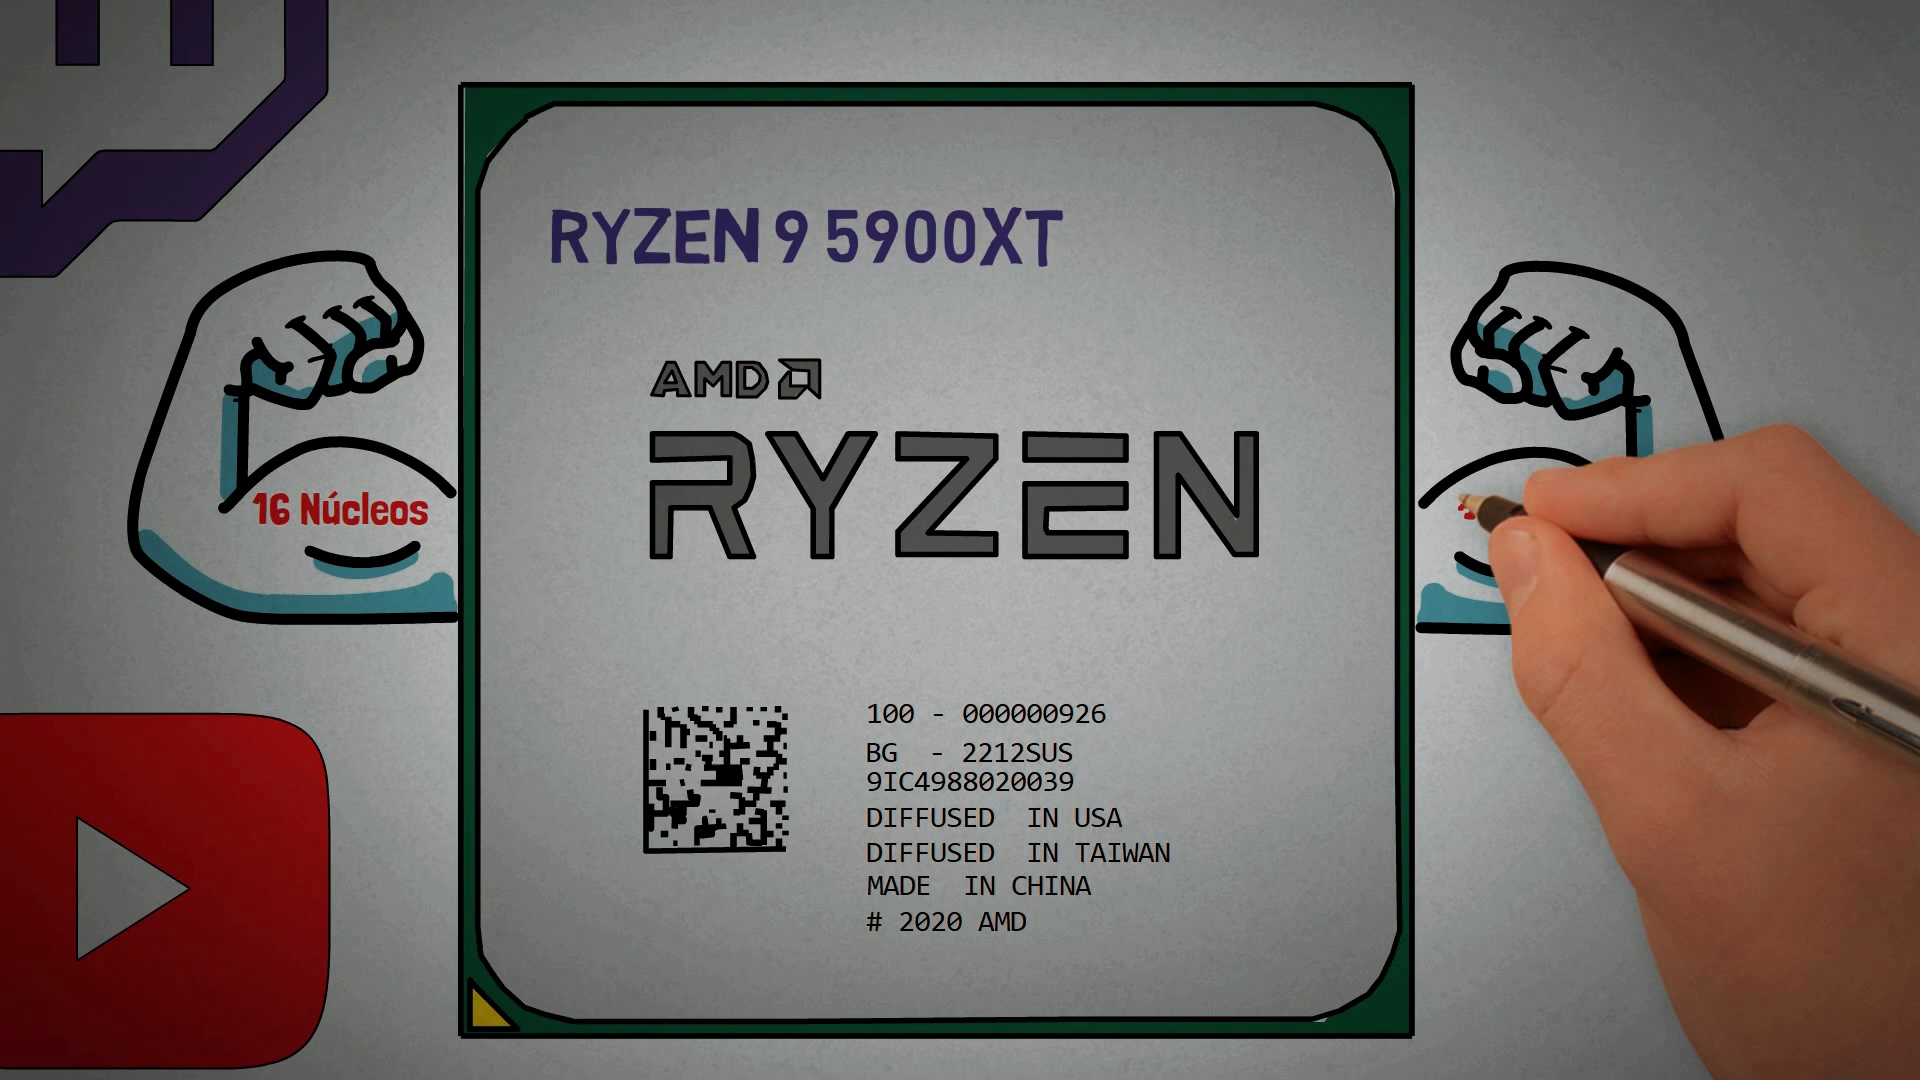 RYZEN 9 5900XT
AMD
RYZEN
16 Núcleos
100 - 000000926
BG - 2212SUS
9IC4988020039
DIFFUSED IN USA
DIFFUSED IN TAIWAN
MADE IN CHINA
# 2020 AMD